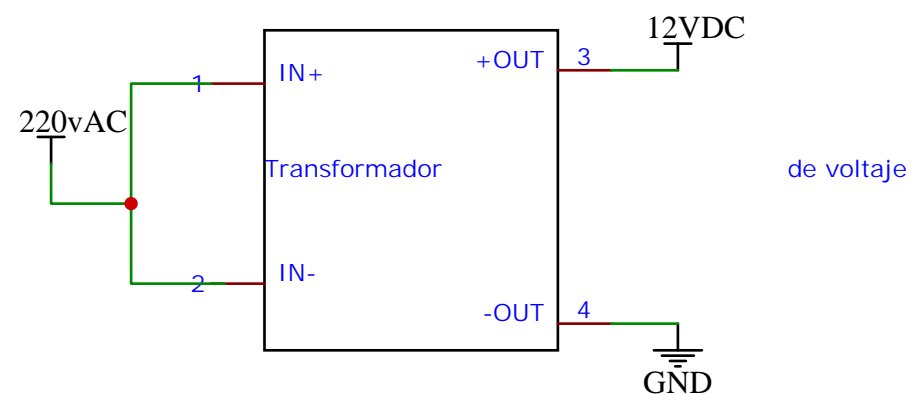 12VDC
+OUT 3
1 IN+
220vAC
Transformador de voltaje
2 IN-
-OUT 4
GND